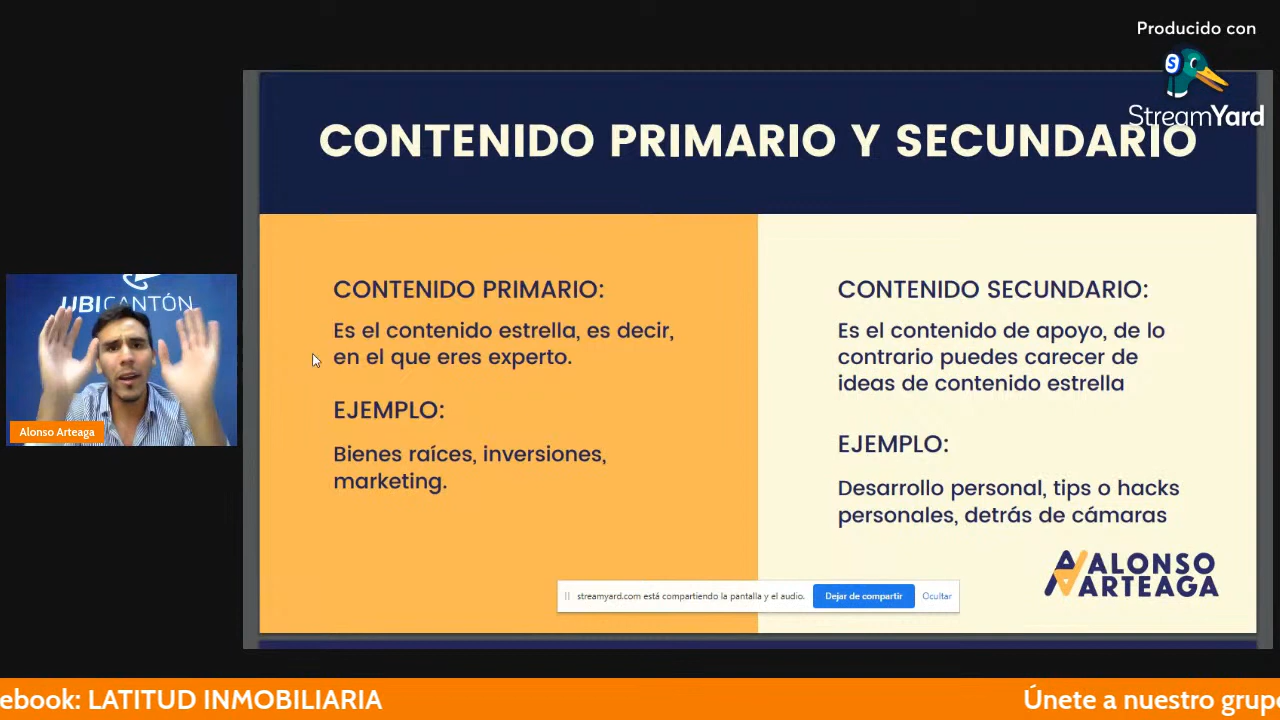 Producido con
StreamYard
CONTENIDO PRIMARIO Y SECUNDARIO
CONTENIDO PRIMARIO:
Es el contenido estrella, es decir,
en el que eres experto.
EJEMPLO:
Bienes raíces, inversiones,
marketing.
CONTENIDO SECUNDARIO:
Es el contenido de apoyo, de lo
contrario puedes carecer de
ideas de contenido estrella
EJEMPLO:
Desarrollo personal, tips o hacks
personales, detrás de cámaras
ALONSO
ARTEAGA
UBICANTÓN
Alonso Arteaga
streamyard.com está compartiendo la pantalla y el audio.
Dejar de compartir
Ocultar
ebook: LATITUD INMOBILIARIA
Únete a nuestro grupo